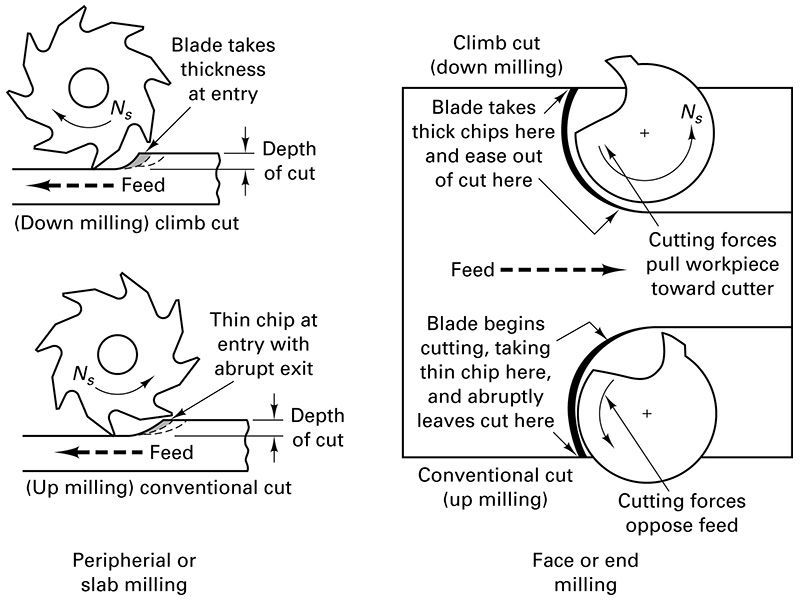 Blade takes
thickness
at entry
Ns
Depth
of cut
Feed
(Down milling) climb cut
Thin chip at
entry with
abrupt exit
Ns
Depth
of cut
Feed
(Up milling) conventional cut
Peripherial or
slab milling
Climb cut
(down milling)
Blade takes
thick chips here
and ease out
of cut here
Ns
+
Cutting forces
pull workpiece
toward cutter
Feed
Blade begins
cutting, taking
thin chip here,
and abruptly
leaves cut here
+
Conventional cut
(up milling)
Cutting forces
oppose feed
Face or end
milling